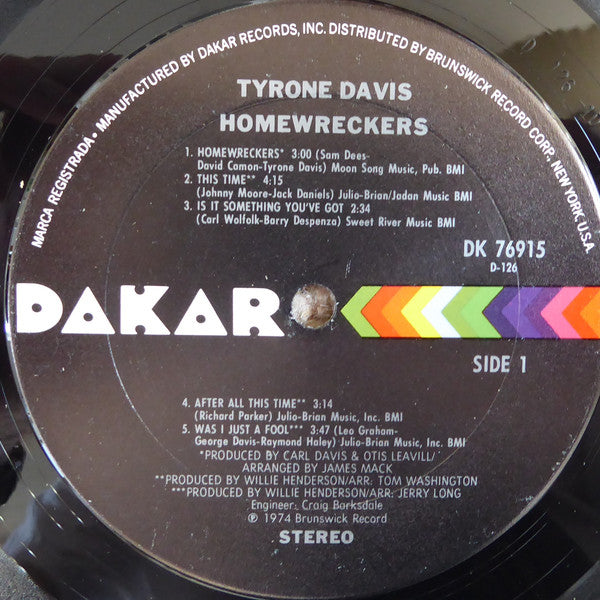 MARCA REGISTRADA • MANUFACTURED BY DAKAR RECORDS, INC. DISTRIBUTED BY BRUNSWICK RECORD CORP., NEW YORK, U.S.A.
TYRONE DAVIS
HOMEWRECKERS
1. HOMEWRECKERS* 3:00 (Sam Dees-
David Camon-Tyrone Davis) Moon Song Music, Pub. BMI
2. THIS TIME** 4:15
(Johnny Moore-Jack Daniels) Julio-Brian/Jadan Music BMI
3. IS IT SOMETHING YOU'VE GOT 2:34
(Carl Wolfolk-Barry Despenza) Sweet River Music BMI
DK 76915
D-126
DAKAR
SIDE 1
4. AFTER ALL THIS TIME** 3:14
(Richard Parker) Julio-Brian Music, Inc. BMI
5. WAS I JUST A FOOL*** 3:47 (Leo Graham-
George Davis-Raymond Haley) Julio-Brian Music, Inc. BMI
*PRODUCED BY CARL DAVIS & OTIS LEAVILL/
ARRANGED BY JAMES MACK
**PRODUCED BY WILLIE HENDERSON/ARR: TOM WASHINGTON
***PRODUCED BY WILLIE HENDERSON/ARR: JERRY LONG
Engineer: Craig Barksdale
℗ 1974 Brunswick Record
STEREO